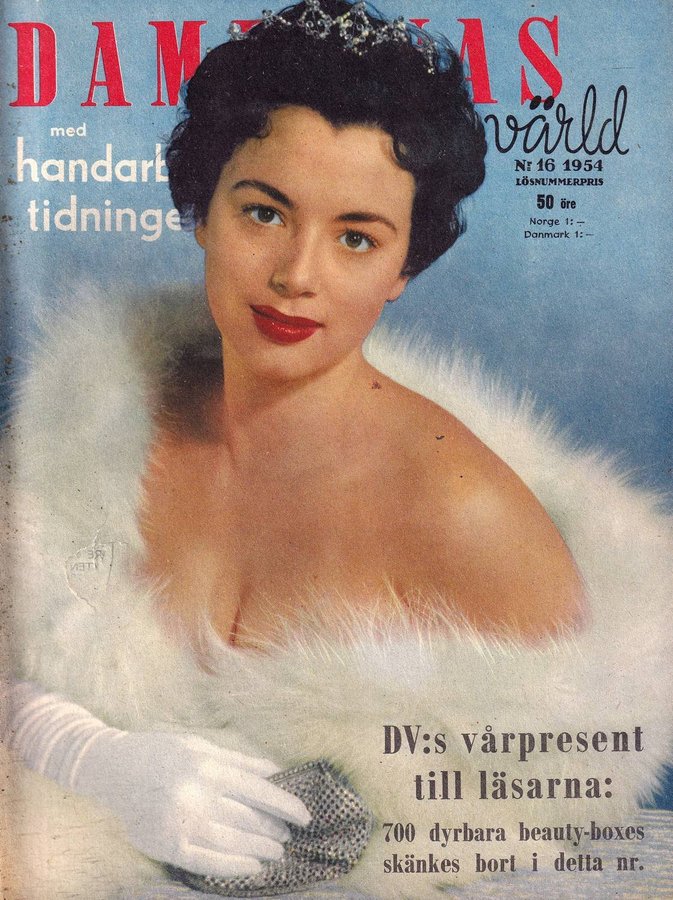 DAM AS
värld
med
handarb
tidninge
Nr 16 1954
LÖSNUMMERPRIS
50 öre
Norge 1:—
Danmark 1:—
DV:s vårpresent
till läsarna:
700 dyrbara beauty-boxes
skänkes bort i detta nr.